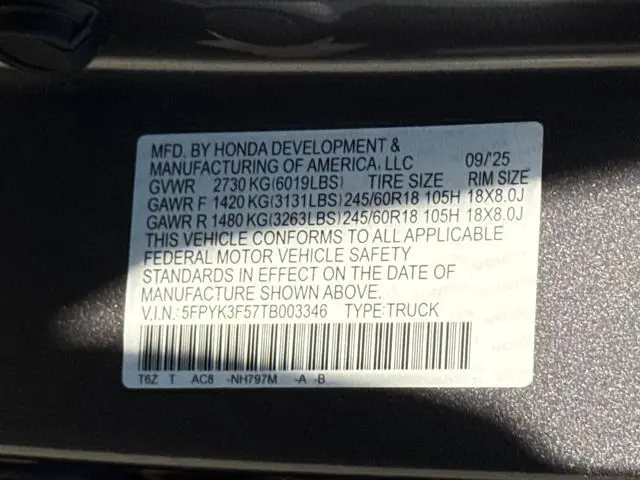 MFD. BY HONDA DEVELOPMENT &
MANUFACTURING OF AMERICA, LLC 09/'25
GVWR 2730 KG(6019LBS) TIRE SIZE RIM SIZE
GAWR F 1420 KG(3131LBS) 245/60R18 105H 18X8.0J
GAWR R 1480 KG(3263LBS) 245/60R18 105H 18X8.0J
THIS VEHICLE CONFORMS TO ALL APPLICABLE
FEDERAL MOTOR VEHICLE SAFETY
STANDARDS IN EFFECT ON THE DATE OF
MANUFACTURE SHOWN ABOVE.
V.I.N.: 5FPYK3F57TB003346 TYPE:TRUCK
T6Z T AC8 -NH797M -A -B